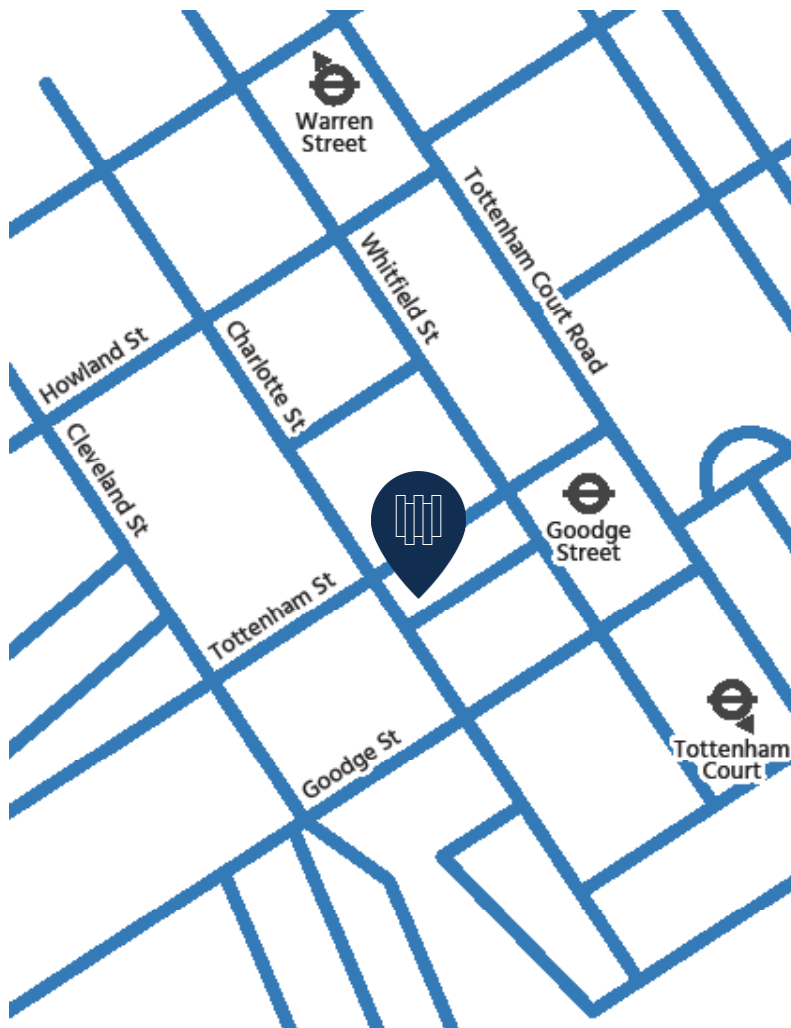 Warren
Street
Tottenham Court Road
Whitfield St
Charlotte St
Howland St
Cleveland St
Goodge
Street
Tottenham St
Goodge St
Tottenham
Court